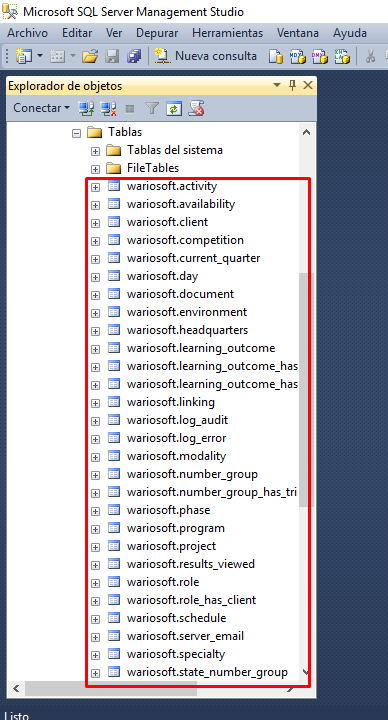 Microsoft SQL Server Management Studio
Archivo Editar Ver Depurar Herramientas Ventana Ayuda
Nueva consulta
Explorador de objetos
Conectar
Tablas
Tablas del sistema
FileTables
wariosoft.activity
wariosoft.availability
wariosoft.client
wariosoft.competition
wariosoft.current_quarter
wariosoft.day
wariosoft.document
wariosoft.environment
wariosoft.headquarters
wariosoft.learning_outcome
wariosoft.learning_outcome_has
wariosoft.learning_outcome_has
wariosoft.linking
wariosoft.log_audit
wariosoft.log_error
wariosoft.modality
wariosoft.number_group
wariosoft.number_group_has_tri
wariosoft.phase
wariosoft.program
wariosoft.project
wariosoft.results_viewed
wariosoft.role
wariosoft.role_has_client
wariosoft.schedule
wariosoft.server_email
wariosoft.specialty
wariosoft.state_number_group
Listo